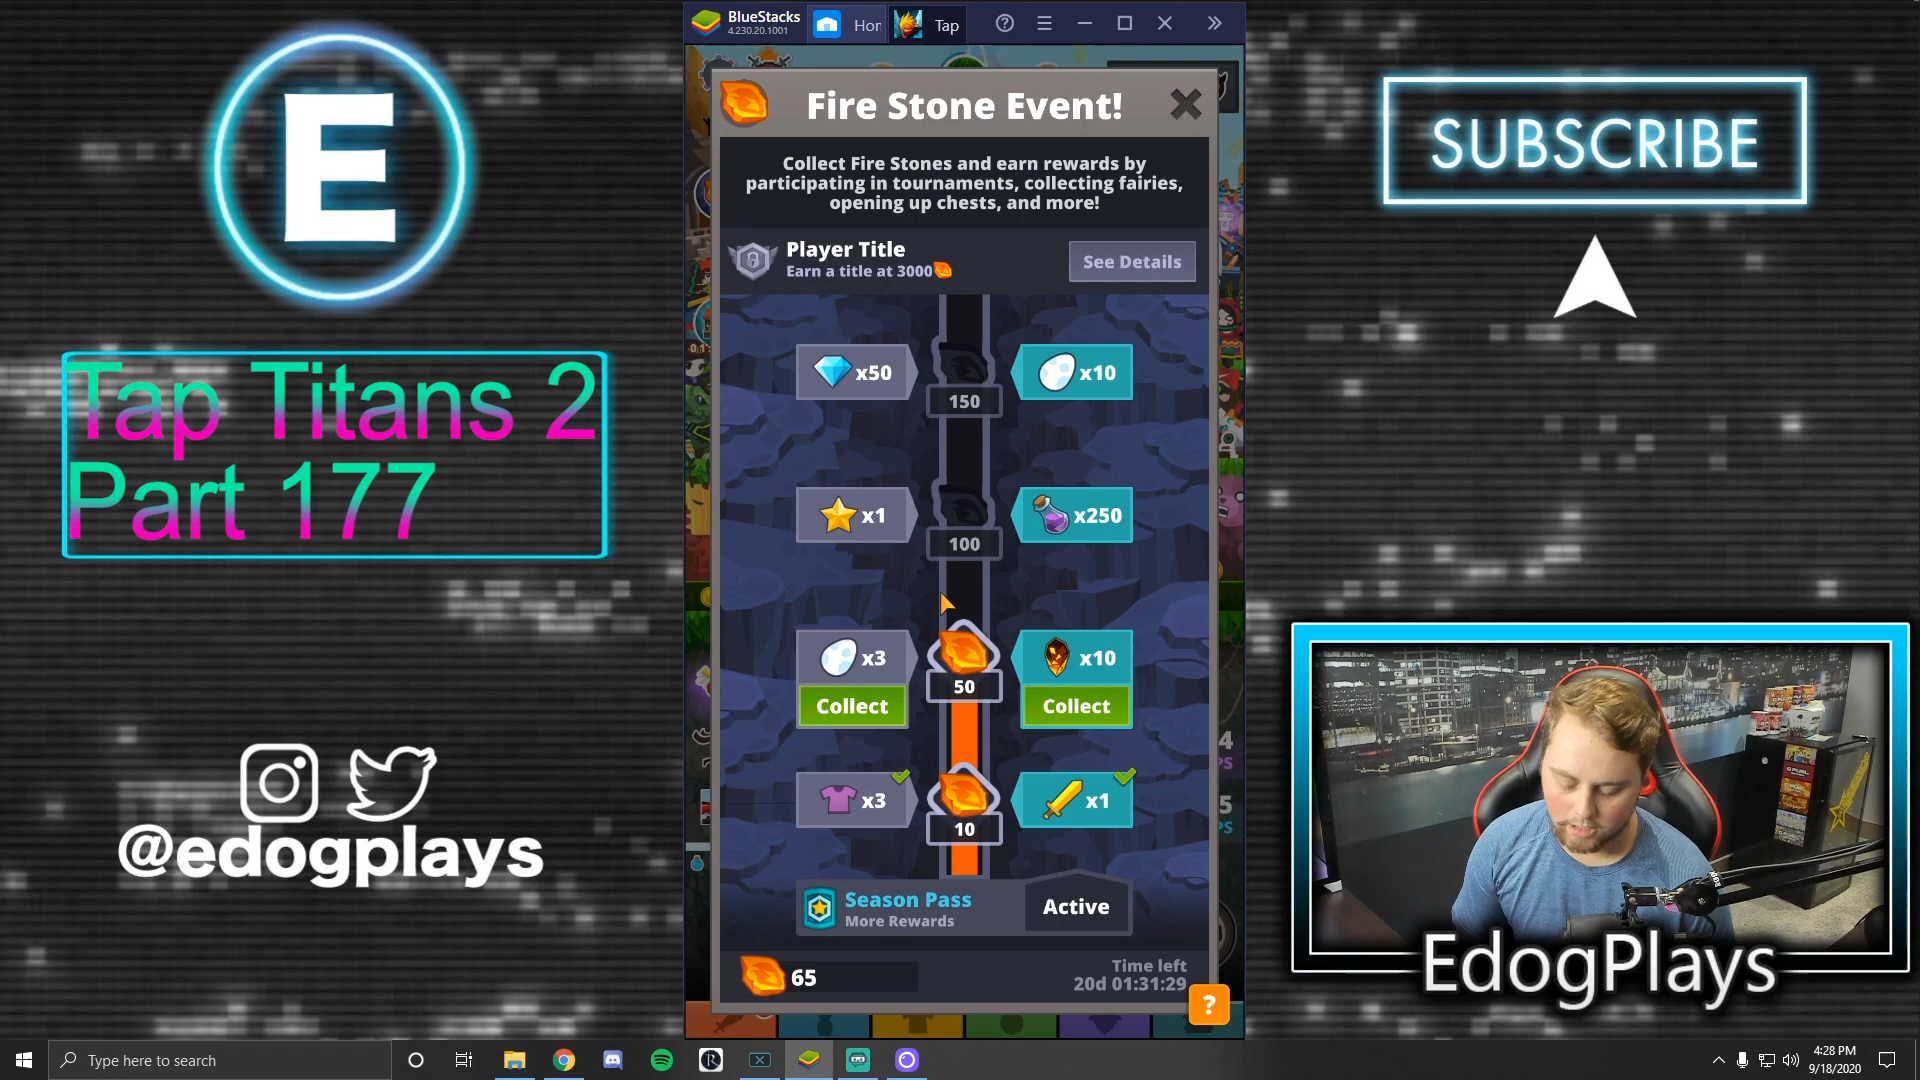 BlueStacks
4.230.20.1001
Hor
Tap
E
Fire Stone Event!
SUBSCRIBE
Collect Fire Stones and earn rewards by
participating in tournaments, collecting fairies,
opening up chests, and more!
Player Title
Earn a title at 3000
See Details
Tap Titans 2
Part 177
x50
150
x10
x1
100
x250
x3
50
x10
Collect
Collect
x3
10
x1
Season Pass
More Rewards
Active
65
Time left
20d 01:31:29
?
@edogplays
EdogPlays
Type here to search
4:28 PM
9/18/2020